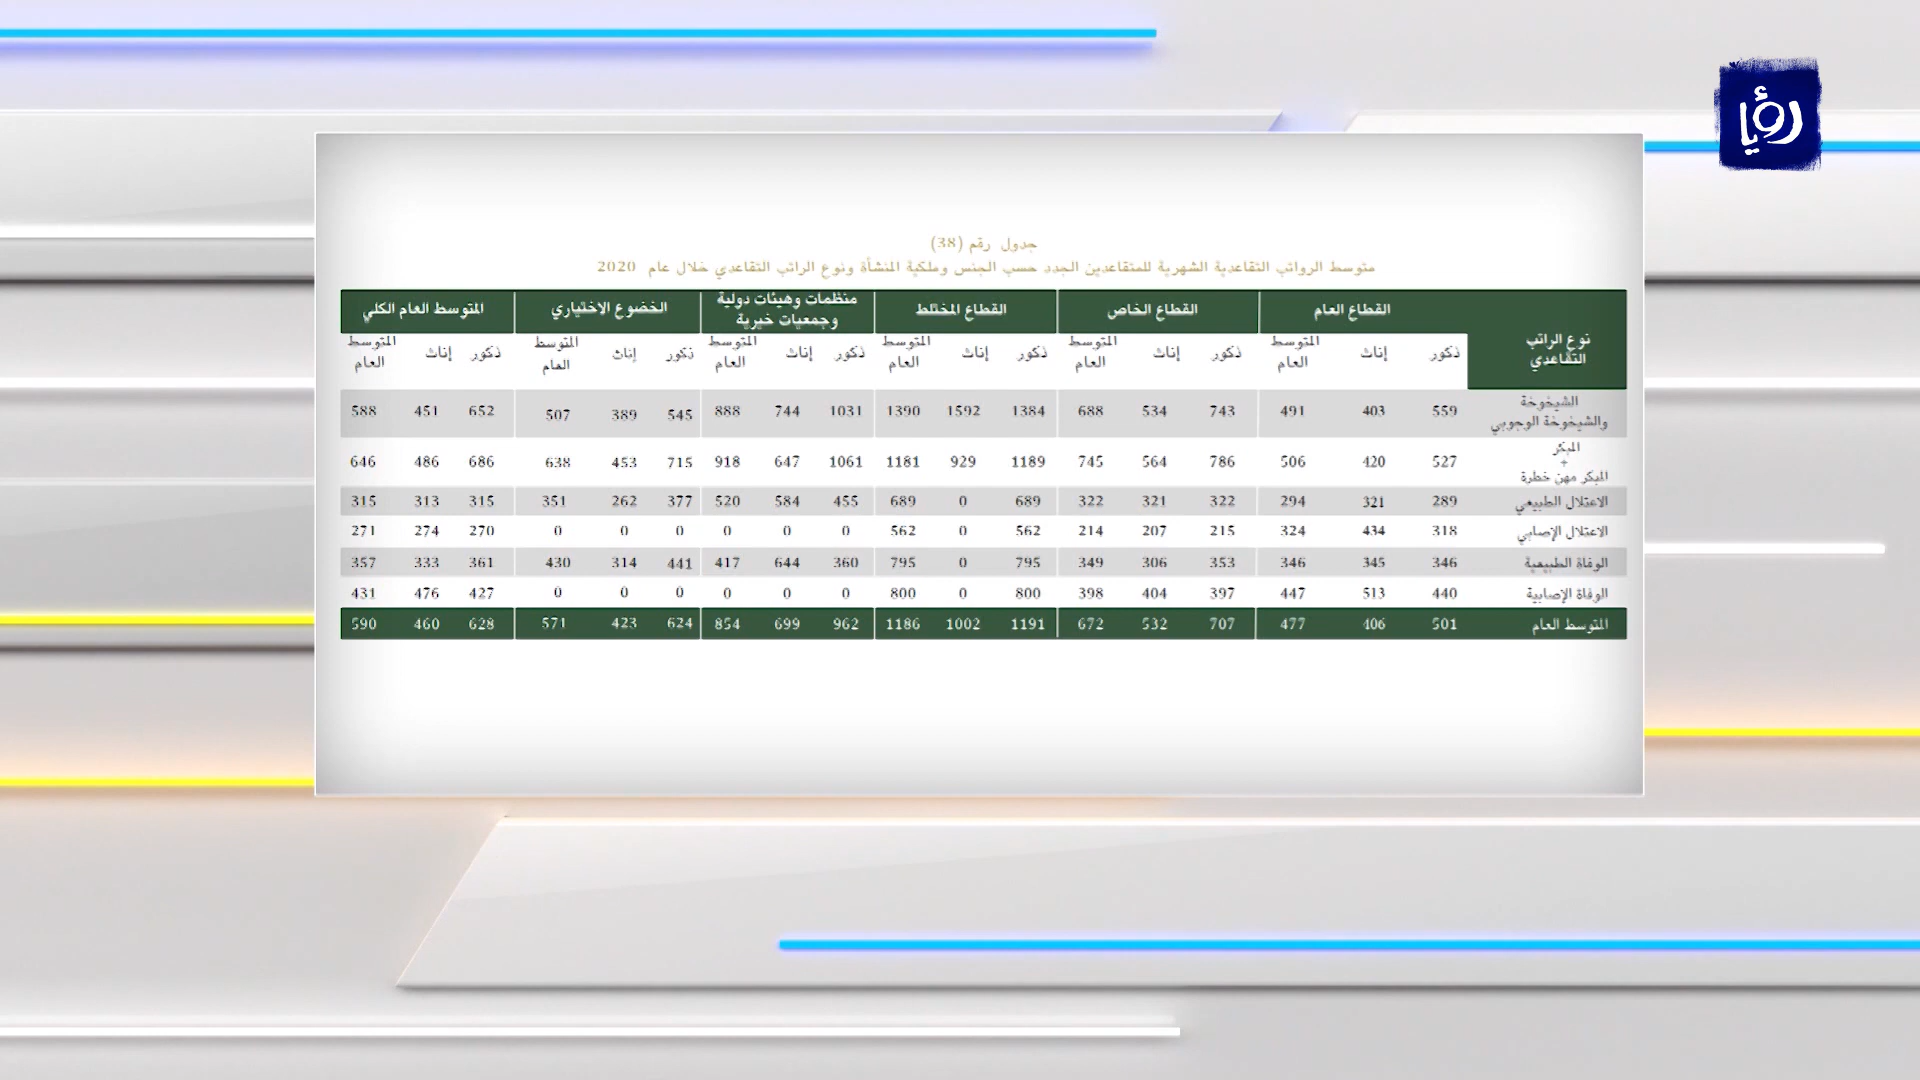 رؤيا
جدول رقم (38)
متوسط الرواتب التقاعدية الشهرية للمتقاعدين الجدد حسب الجنس وملكية المنشأة ونوع الراتب التقاعدي خلال عام 2020
نوع الراتب التقاعدي القطاع العام القطاع الخاص القطاع المختلط منظمات وهيئات دولية وجمعيات خيرية الخضوع الاختياري المتوسط العام الكلي
ذكور إناث المتوسط العام ذكور إناث المتوسط العام ذكور إناث المتوسط العام ذكور إناث المتوسط العام ذكور إناث المتوسط العام ذكور إناث المتوسط العام
الشيخوخة والشيخوخة الوجوبي 559 403 491 743 534 688 1384 1592 1390 1031 744 888 545 389 507 652 451 588
المبكر + المبكر مهن خطرة 527 420 506 786 564 745 1189 929 1181 1061 647 918 715 453 638 686 486 646
الاعتلال الطبيعي 289 321 294 322 321 322 689 0 689 455 584 520 377 262 351 315 313 315
الاعتلال الإصابي 318 434 324 215 207 214 562 0 562 0 0 0 0 0 0 270 274 271
الوفاة الطبيعية 346 345 346 353 306 349 795 0 795 360 644 417 441 314 430 361 333 357
الوفاة الإصابية 440 513 447 397 404 398 800 0 800 0 0 0 0 0 0 427 476 431
المتوسط العام 501 406 477 707 532 672 1191 1002 1186 962 699 854 624 423 571 628 460 590